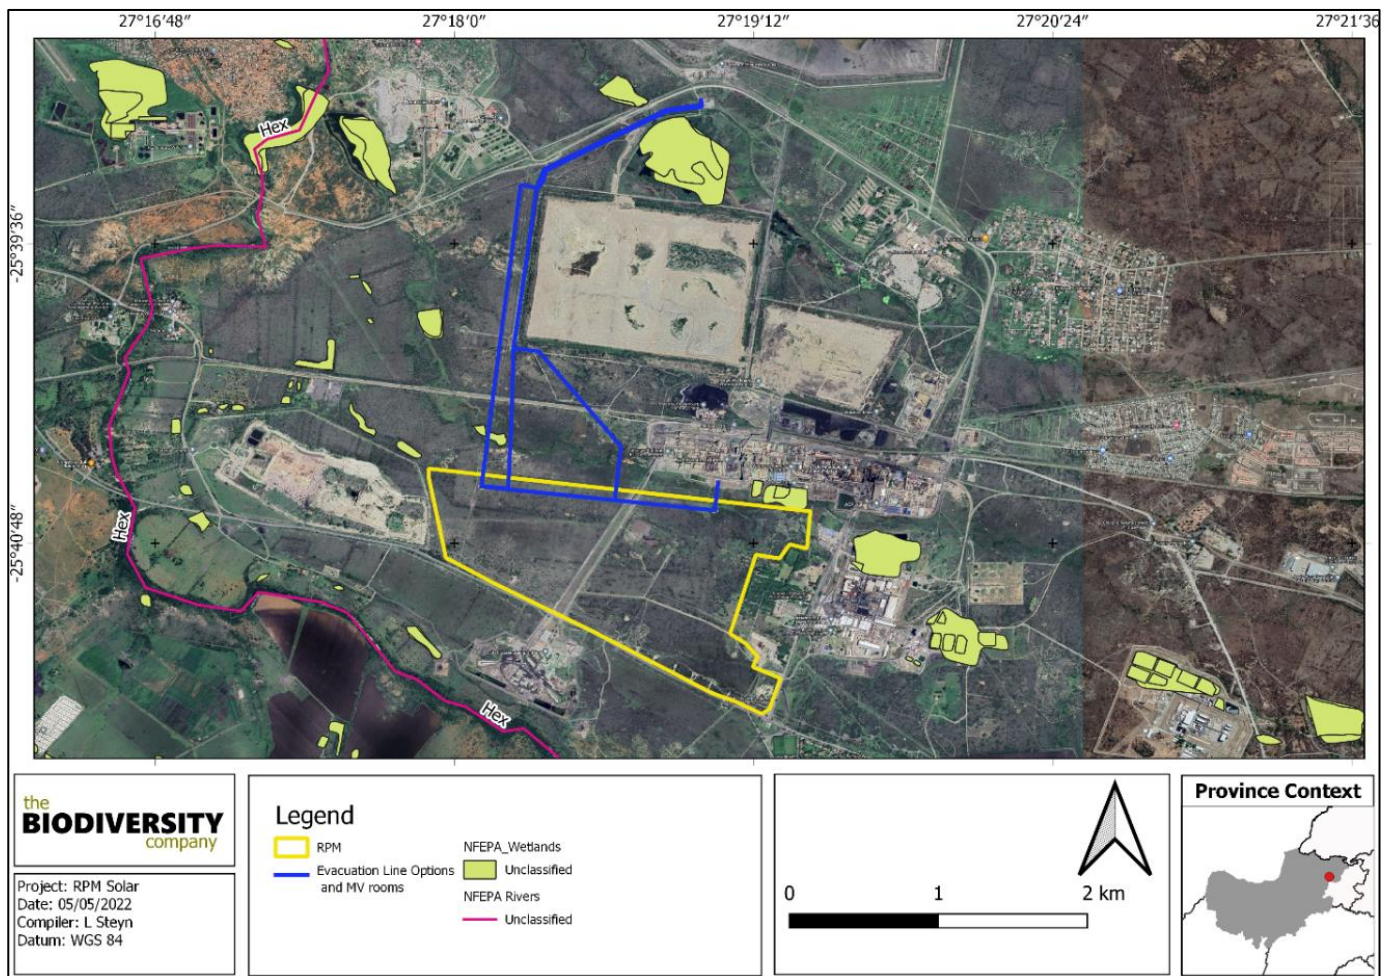 27°16'48"
27°18'0"
27°19'12"
27°20'24"
27°21'36
-25°39'36"
-25°40'48"
Hex
Hex
Hex
the
BIODIVERSITY
company
Project: RPM Solar
Date: 05/05/2022
Compiler: L Steyn
Datum: WGS 84
Legend
RPM
Evacuation Line Options
and MV rooms
NFEPA_Wetlands
Unclassified
NFEPA Rivers
Unclassified
0 1 2 km
Province Context